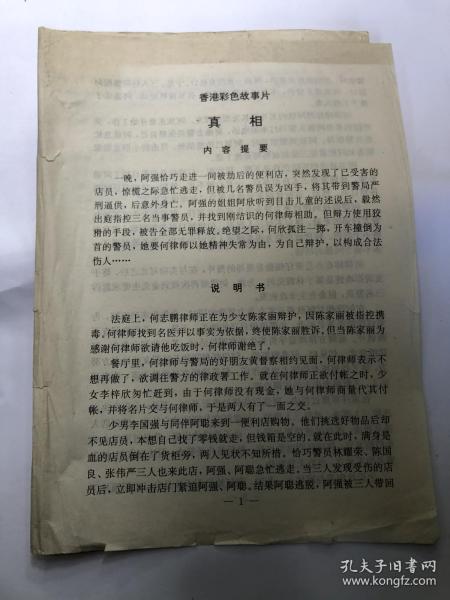 香港彩色故事片
真 相
内 容 提 要
一晚，阿强恰巧走进一间被劫后的便利店，突然发现了已受害的
店员，惊慌之际急忙逃走，但被几名警员误为凶手，将其带到警局严
刑逼供，后意外身亡。阿强的姐姐阿欣听到目击儿童的述说后，毅
然出庭指控三名当事警员，并找到刚结识的何律师相助。但辩方使用狡
猾的手段，被告全部无罪释放。绝望之际，何欣孤注一掷，开车撞倒为
首的警员，她要何律师以她精神失常为由，为自己辩护，以构成合法
伤人……
说 明 书
法庭上，何志鹏律师正在为少女陈家丽辩护，因陈家丽被指控携
毒。何律师找到名医并以事实为依据，终使陈家丽胜诉，但当陈家丽为
感谢何律师欲请他吃饭时，何律师谢绝了。
餐厅里，何律师与警局的好朋友黄督察相约见面，何律师表示不
想再做了，欲调往警方的律政署工作。就在何律师正欲付帐之时，少
女李梓欣匆忙赶到，由于何律师没有现金，她与何律师商量代其付
帐，并将名片交与何律师，于是两人有了一面之交。
少男李国强与同伴阿聪来到一便利店购物。他们挑选好物品后却
不见店员，本想自己找了零钱就走，但钱箱是空的。就在此时，满身是
血的店员倒在了货柜旁，两人见状不知所措。恰巧警员林耀荣、陈国
良、张伟严三人也来此店，阿强、阿聪急忙逃走。当三人发现受伤的店
员后，立即冲击店门紧迫阿强、阿聪。结果阿聪逃脱，阿强被三人带回
— 1 —
孔夫子旧书网
www.kongfz.com